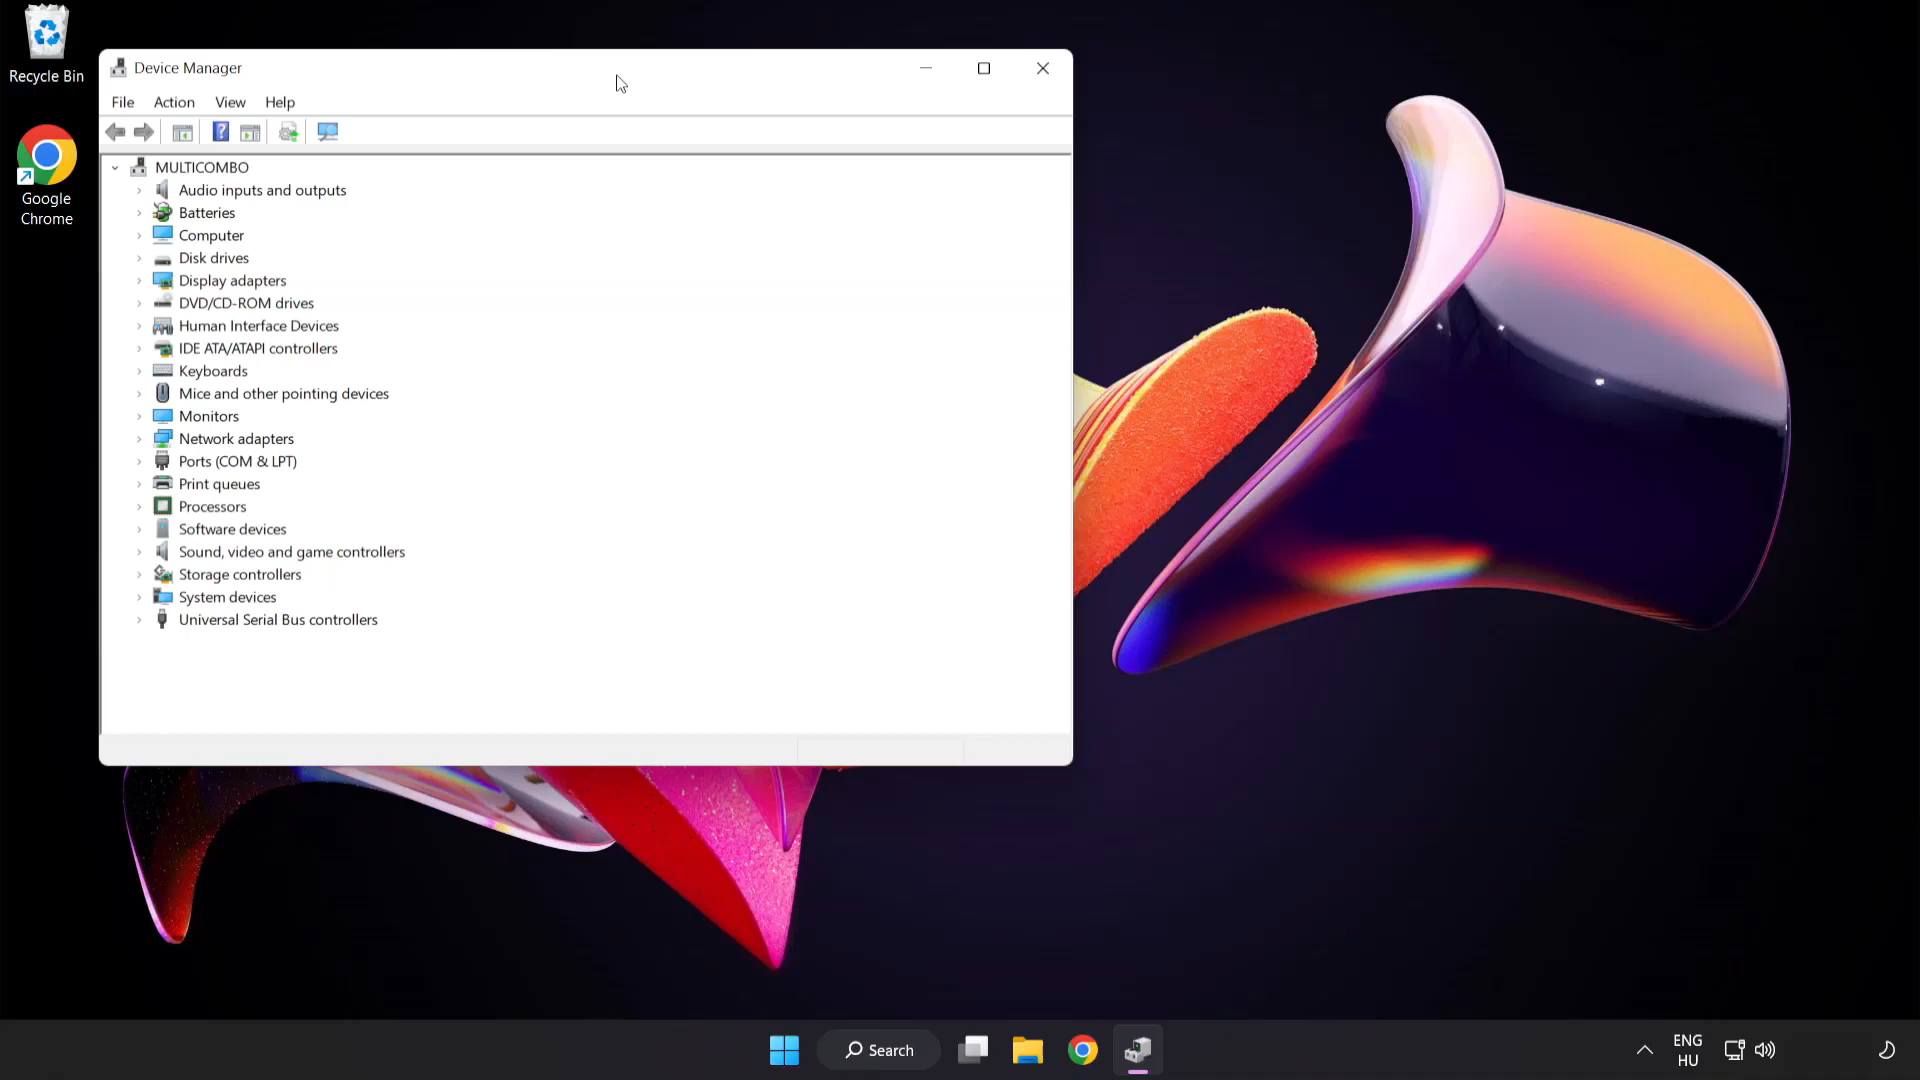 Recycle Bin
Google
Chrome
Device Manager
File Action View Help
MULTICOMBO
Audio inputs and outputs
Batteries
Computer
Disk drives
Display adapters
DVD/CD-ROM drives
Human Interface Devices
IDE ATA/ATAPI controllers
Keyboards
Mice and other pointing devices
Monitors
Network adapters
Ports (COM & LPT)
Print queues
Processors
Software devices
Sound, video and game controllers
Storage controllers
System devices
Universal Serial Bus controllers
Search
ENG
HU